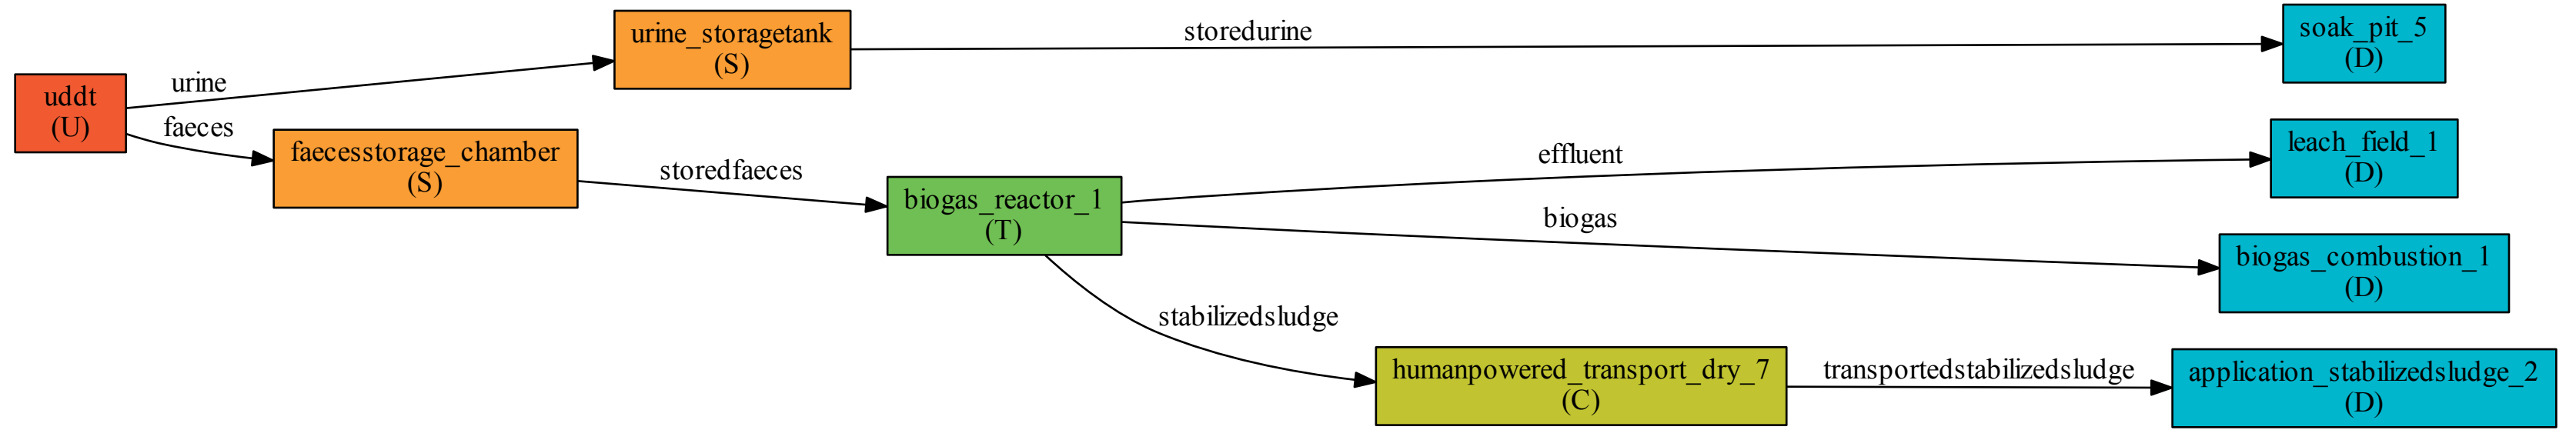 uddt
(U)
urine
faeces
urine_storagetank
(S)
faecesstorage_chamber
(S)
storedurine
storedfaeces
biogas_reactor_1
(T)
effluent
biogas
stabilizedsludge
humanpowered_transport_dry_7
(C)
transportedstabilizedsludge
soak_pit_5
(D)
leach_field_1
(D)
biogas_combustion_1
(D)
application_stabilizedsludge_2
(D)